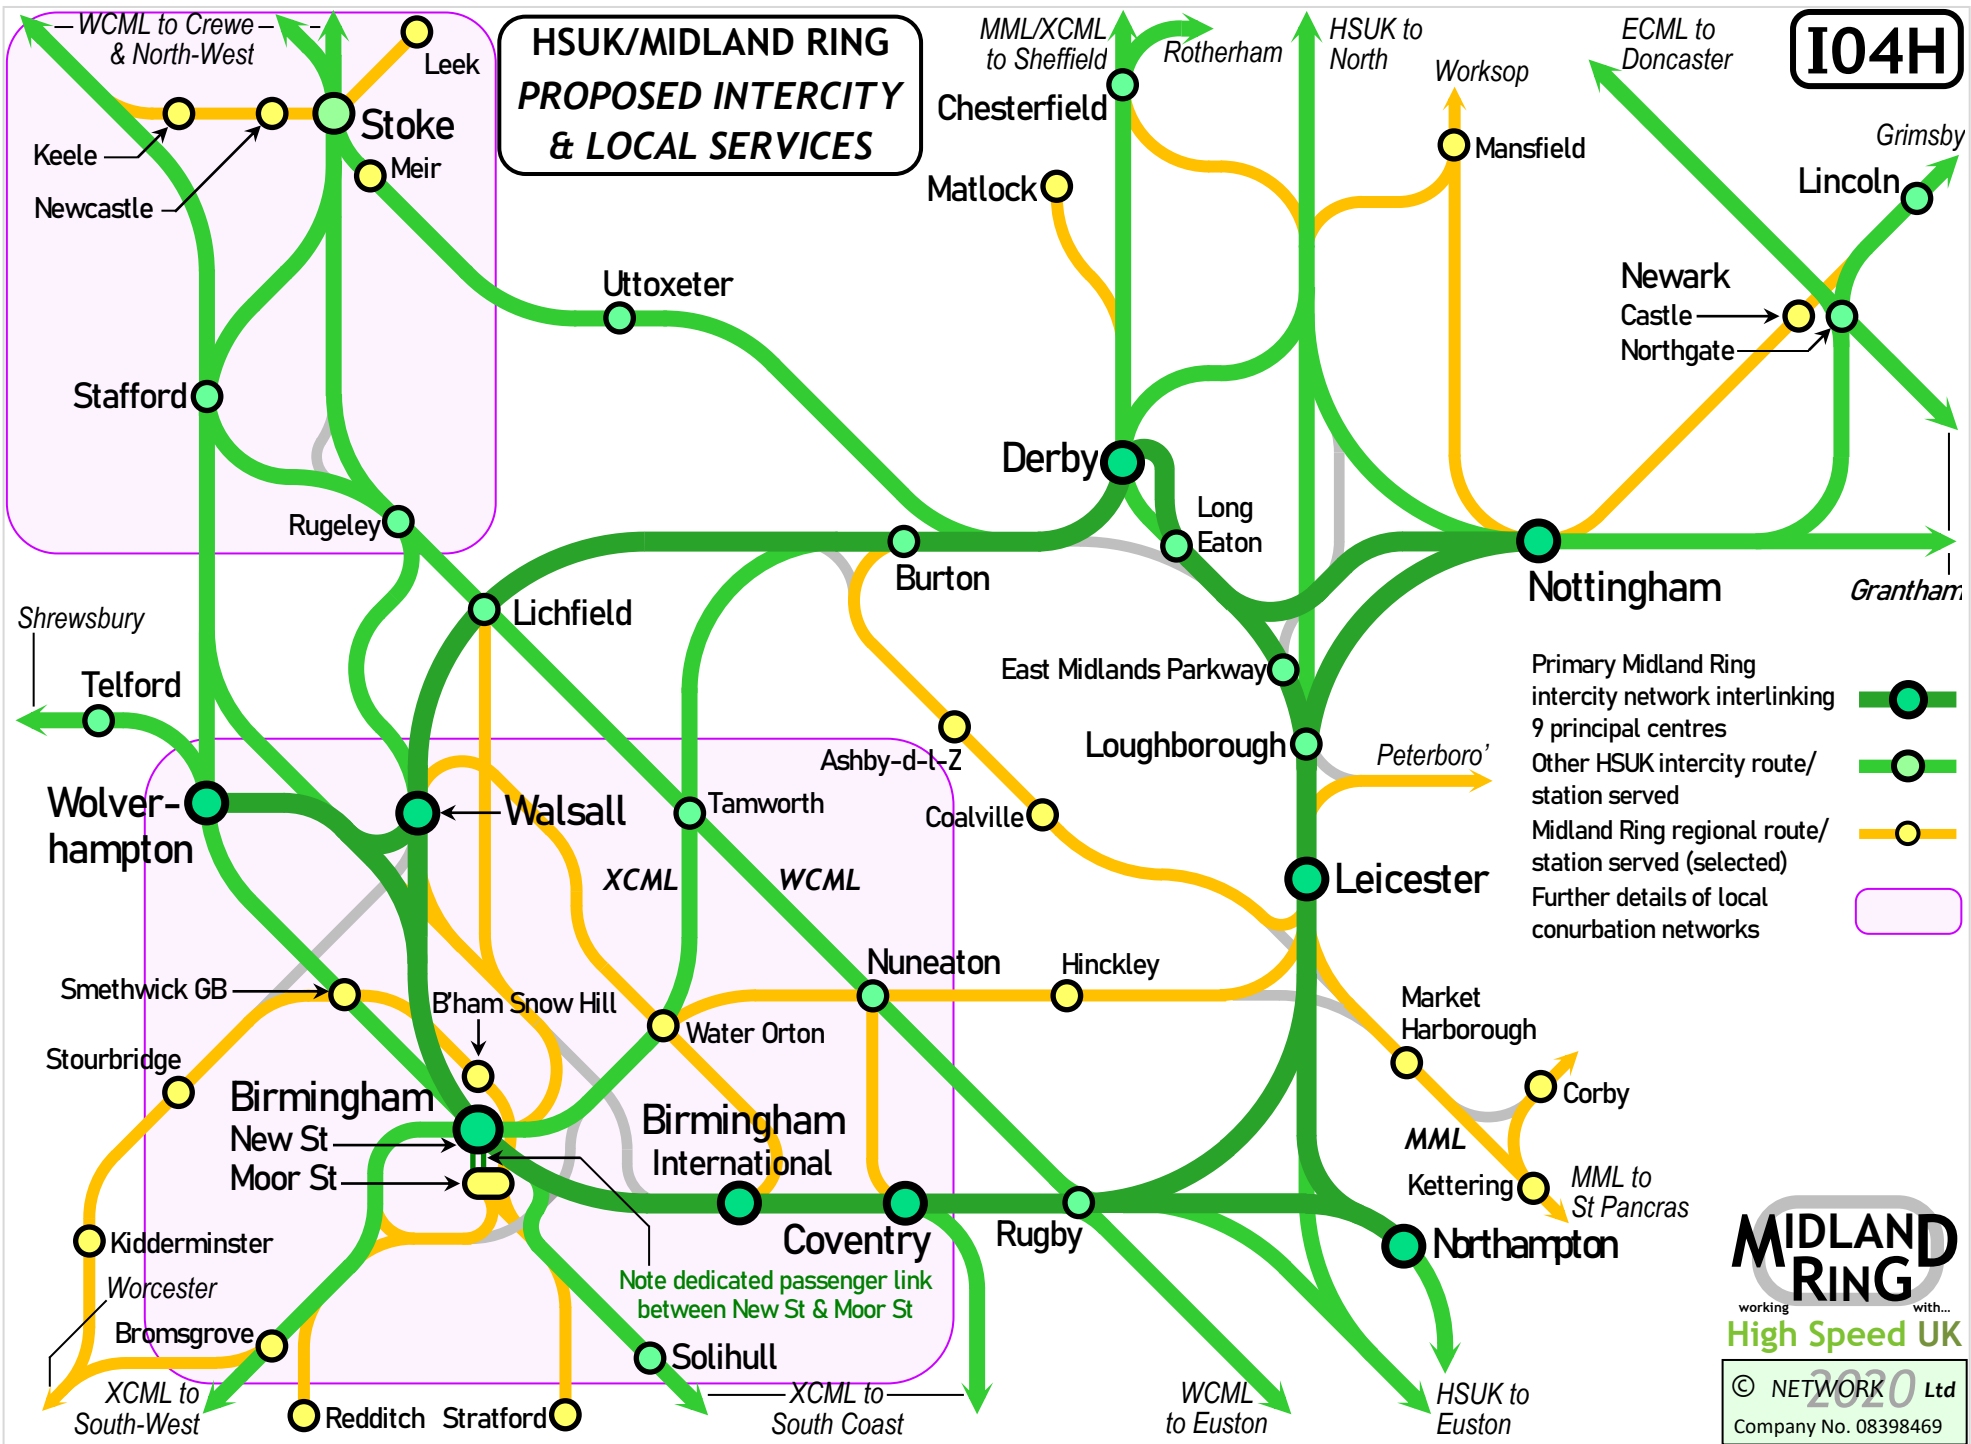 WCML to Crewe
& North-West
Leek
HSUK/MIDLAND RING
PROPOSED INTERCITY
& LOCAL SERVICES
MML/XCML
to Sheffield
Rotherham
HSUK to
North
Worksop
ECML to
Doncaster
I04H
Stoke
Keele
Newcastle
Meir
Chesterfield
Matlock
Mansfield
Grimsby
Lincoln
Uttoxeter
Newark
Castle
Northgate
Stafford
Derby
Long
Eaton
Rugeley
Burton
Nottingham
Grantham
Lichfield
Shrewsbury
Telford
East Midlands Parkway
Loughborough
Peterboro'
Primary Midland Ring
intercity network interlinking
9 principal centres
Other HSUK intercity route/
station served
Midland Ring regional route/
station served (selected)
Further details of local
conurbation networks
Ashby-d-l-Z
Wolver-
hampton
Walsall
Tamworth
Coalville
XCML
WCML
Leicester
Smethwick GB
B'ham Snow Hill
Nuneaton
Hinckley
Water Orton
Market
Harborough
Stourbridge
Corby
Birmingham
New St
Moor St
Birmingham
International
MML
Kettering
MML to
St Pancras
Coventry
Rugby
Northampton
Kidderminster
Worcester
Note dedicated passenger link
between New St & Moor St
Bromsgrove
Solihull
XCML to
South-West
Redditch
Stratford
XCML to
South Coast
WCML
to Euston
HSUK to
Euston
MIDLAND
RING
working
with...
High Speed UK
© NETWORK 2020 Ltd
Company No. 08398469